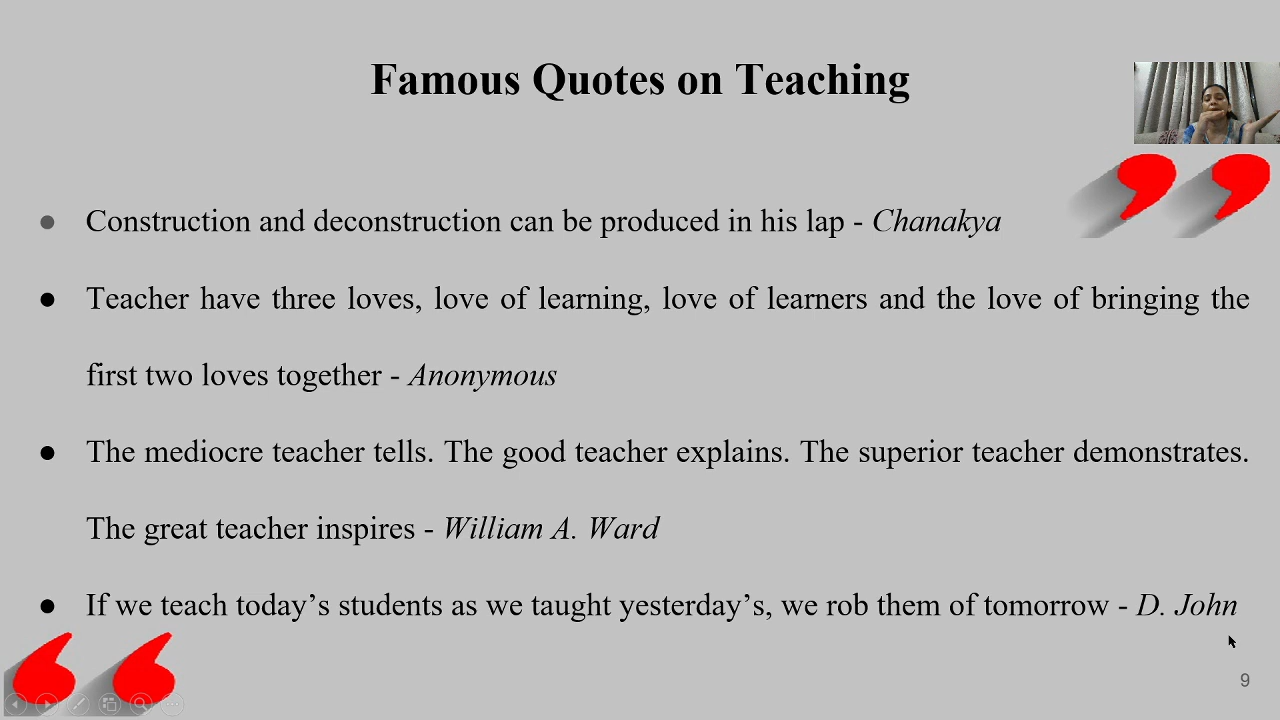 Famous Quotes on Teaching
Construction and deconstruction can be produced in his lap - Chanakya
Teacher have three loves, love of learning, love of learners and the love of bringing the
first two loves together - Anonymous
The mediocre teacher tells. The good teacher explains. The superior teacher demonstrates.
The great teacher inspires - William A. Ward
If we teach today’s students as we taught yesterday’s, we rob them of tomorrow - D. John
9